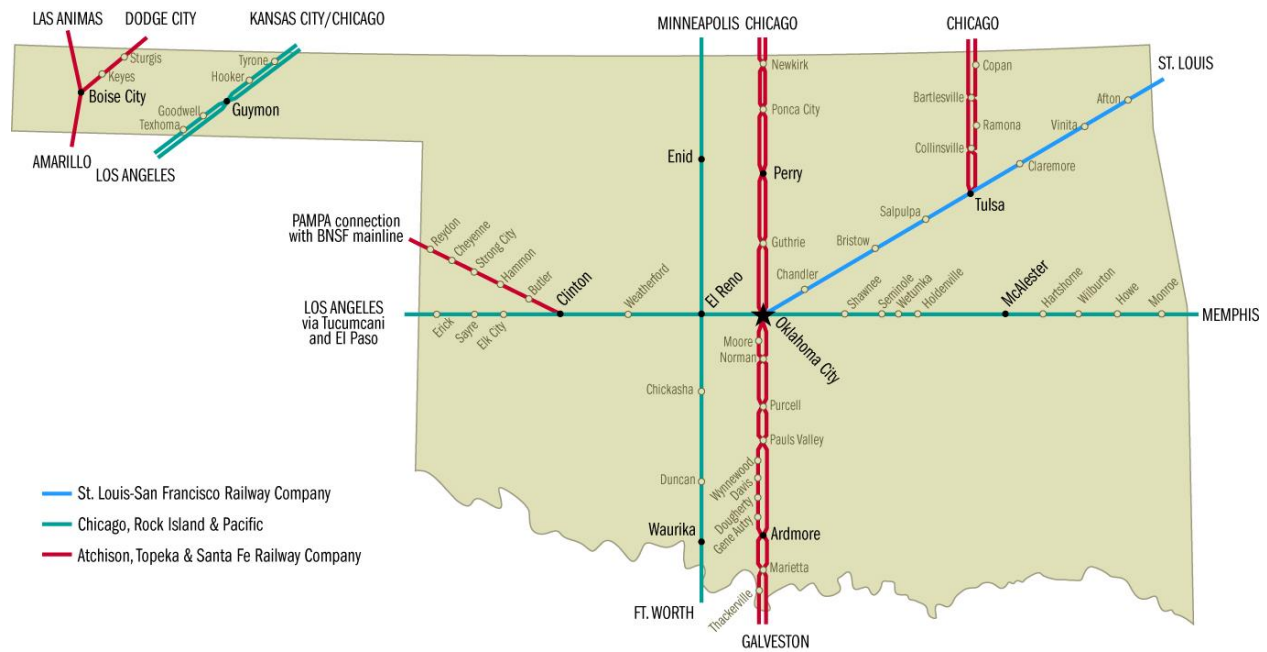 LAS ANIMAS
DODGE CITY
KANSAS CITY/CHICAGO
MINNEAPOLIS
CHICAGO
CHICAGO
ST. LOUIS
Sturgis
Keyes
Boise City
AMARILLO
Tyrone
Hooker
Guymon
Goodwell
Texhoma
LOS ANGELES
Newkirk
Ponca City
Enid
Perry
Guthrie
Copan
Bartlesville
Ramona
Collinsville
Tulsa
Afton
Vinita
Claremore
Salpulpa
Bristow
Chandler
PAMPA connection
with BNSF mainline
Reydon
Cheyenne
Strong City
Hammon
Butler
Clinton
Weatherford
El Reno
Oklahoma City
Shawnee
Seminole
Wetumka
Holdenville
McAlester
Hartshorne
Wilburton
Howe
Monroe
MEMPHIS
LOS ANGELES
via Tucumcani
and El Paso
Erick
Sayre
Elk City
Moore
Norman
Chickasha
Purcell
Pauls Valley
Duncan
Wynnewood
Davis
Dougherty
Gene Autry
Waurika
Ardmore
Marietta
Thackerville
FT. WORTH
GALVESTON
St. Louis-San Francisco Railway Company
Chicago, Rock Island & Pacific
Atchison, Topeka & Santa Fe Railway Company